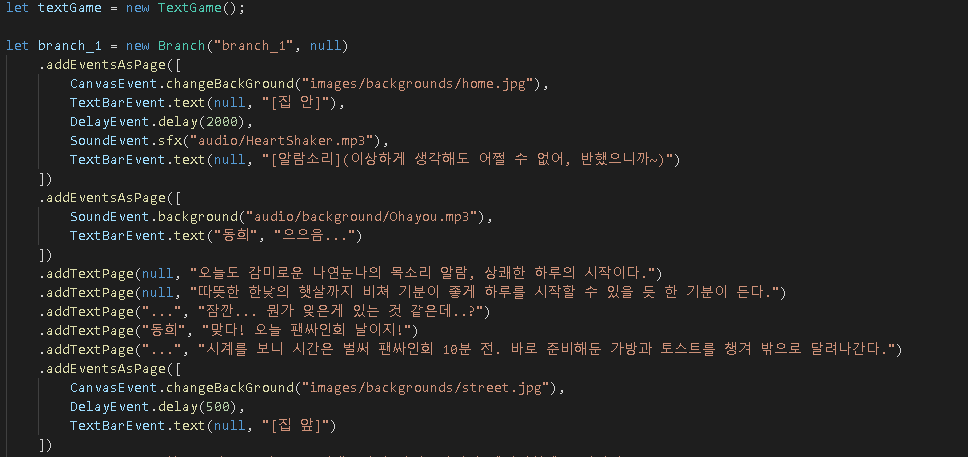 let textGame = new TextGame();
let branch_1 = new Branch("branch_1", null)
.addEventsAsPage([
CanvasEvent.changeBackGround("images/backgrounds/home.jpg"),
TextBarEvent.text(null, "[집 안]"),
DelayEvent.delay(2000),
SoundEvent.sfx("audio/HeartShaker.mp3"),
TextBarEvent.text(null, "[알람소리](이상하게 생각해도 어쩔 수 없어, 반했으니까~)")
])
.addEventsAsPage([
SoundEvent.background("audio/background/Ohayou.mp3"),
TextBarEvent.text("동희", "으으음...")
])
.addTextPage(null, "오늘도 감미로운 나연눈나의 목소리 알람, 상쾌한 하루의 시작이다.")
.addTextPage(null, "따뜻한 한낮의 햇살까지 비쳐 기분이 좋게 하루를 시작할 수 있을 듯 한 기분이 든다.")
.addTextPage("...", "잠깐... 뭔가 잊은게 있는 것 같은데..?")
.addTextPage("동희", "맞다! 오늘 팬싸인회 날이지!")
.addTextPage("...", "시계를 보니 시간은 벌써 팬싸인회 10분 전. 바로 준비해둔 가방과 토스트를 챙겨 밖으로 달려나간다.")
.addEventsAsPage([
CanvasEvent.changeBackGround("images/backgrounds/street.jpg"),
DelayEvent.delay(500),
TextBarEvent.text(null, "[집 앞]")
])